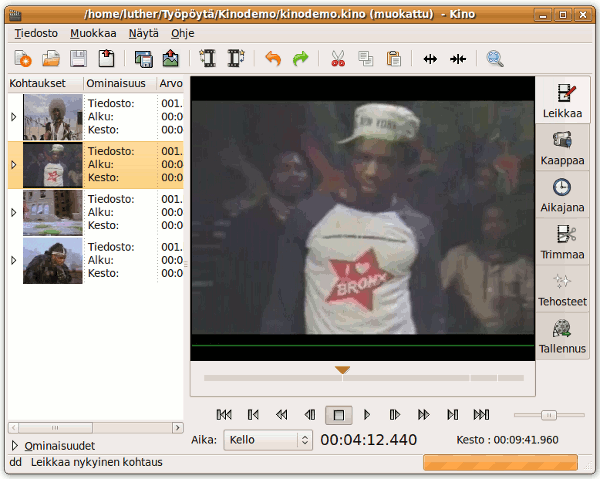 /home/luther/Työpöytä/Kinodemo/kinodemo.kino (muokattu) - Kino
Tiedosto Muokkaa Näytä Ohje
Kohtaukset Ominaisuus Arvo
Tiedosto: 001.
Alku: 00:0
Kesto: 00:0
Tiedosto: 001.
Alku: 00:0
Kesto: 00:0
Tiedosto: 001.
Alku: 00:0
Kesto: 00:0
Tiedosto: 001.
Alku: 00:0
Kesto: 00:0
NEW YORK
I
BRONX
Leikkaa
Kaappaa
Aikajana
Trimmaa
Tehosteet
Tallennus
Ominaisuudet
Aika: Kello 00:04:12.440 Kesto : 00:09:41.960
dd Leikkaa nykyinen kohtaus